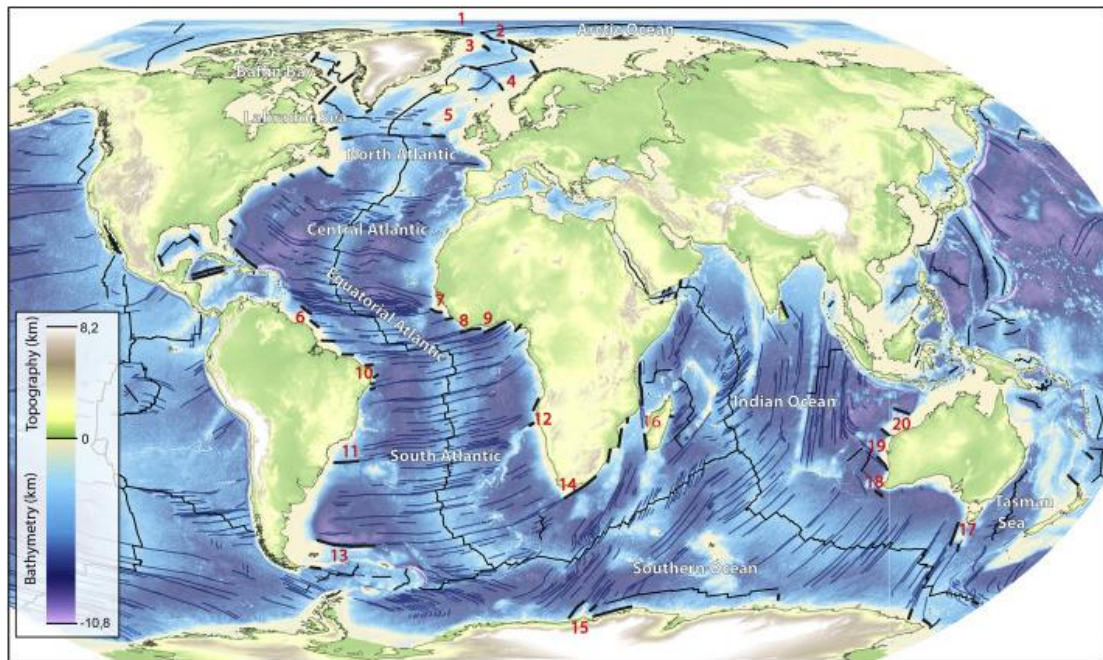 1
2
Arctic Ocean
3
Baffin Bay
4
Labrador Sea
5
North Atlantic
Central Atlantic
Equatorial Atlantic
6
7
8
9
10
11
12
South Atlantic
13
14
15
16
Indian Ocean
Southern Ocean
17
18
19
20
Tasman
Sea
Topography (km)
8,2
0
Bathymetry (km)
-10,8